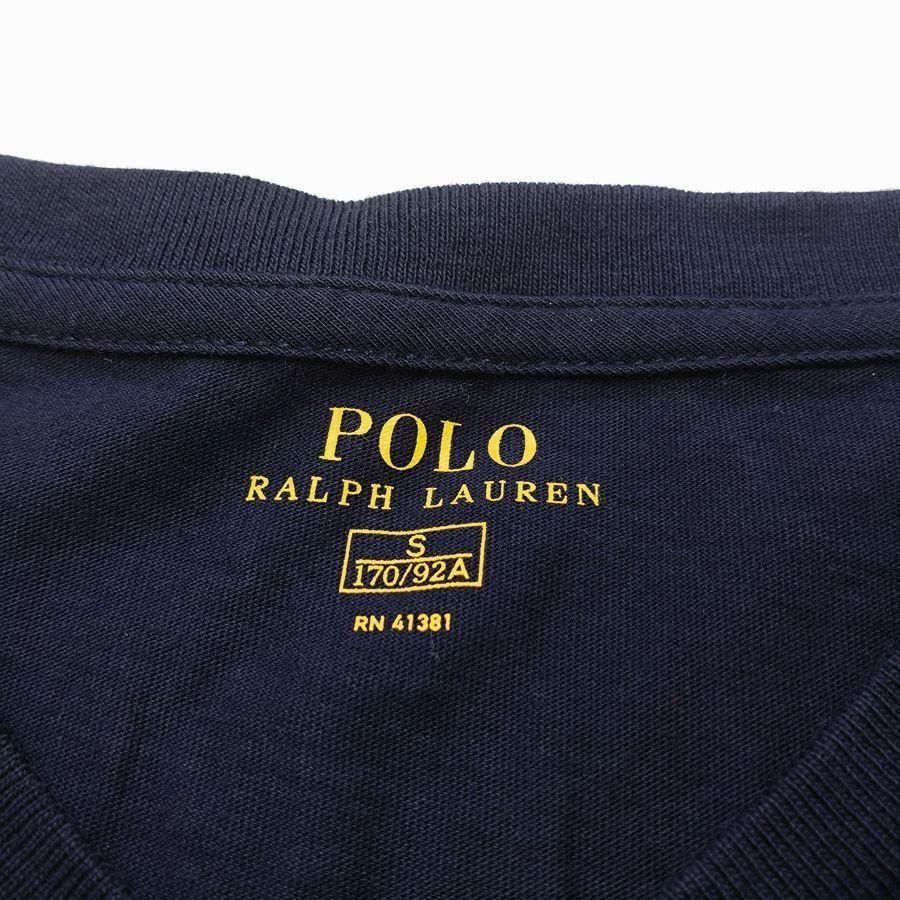 POLO
RALPH LAUREN
S
170/92A
RN 41381